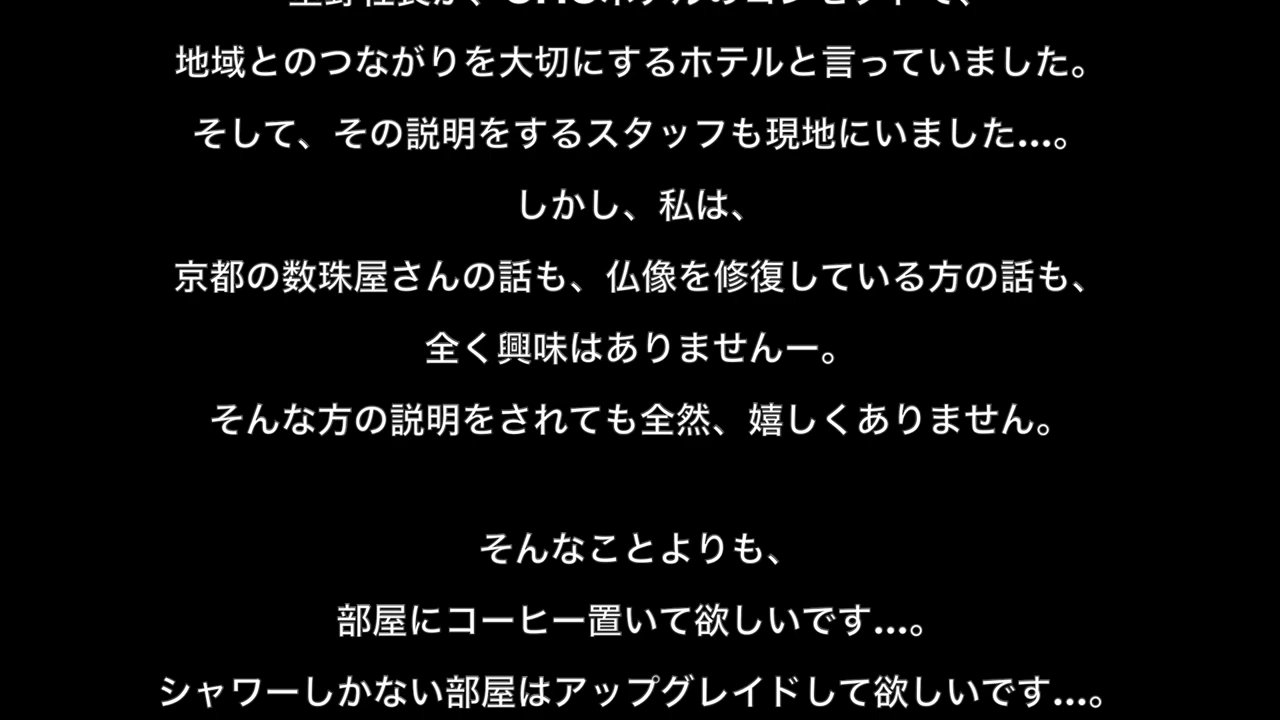 地域とのつながりを大切にするホテルと言っていました。
そして、その説明をするスタッフも現地にいました…。
しかし、私は、
京都の数珠屋さんの話も、仏像を修復している方の話も、
全く興味はありませんー。
そんな方の説明をされても全然、嬉しくありません。
そんなことよりも、
部屋にコーヒー置いて欲しいです…。
シャワーしかない部屋はアップグレイドして欲しいです…。